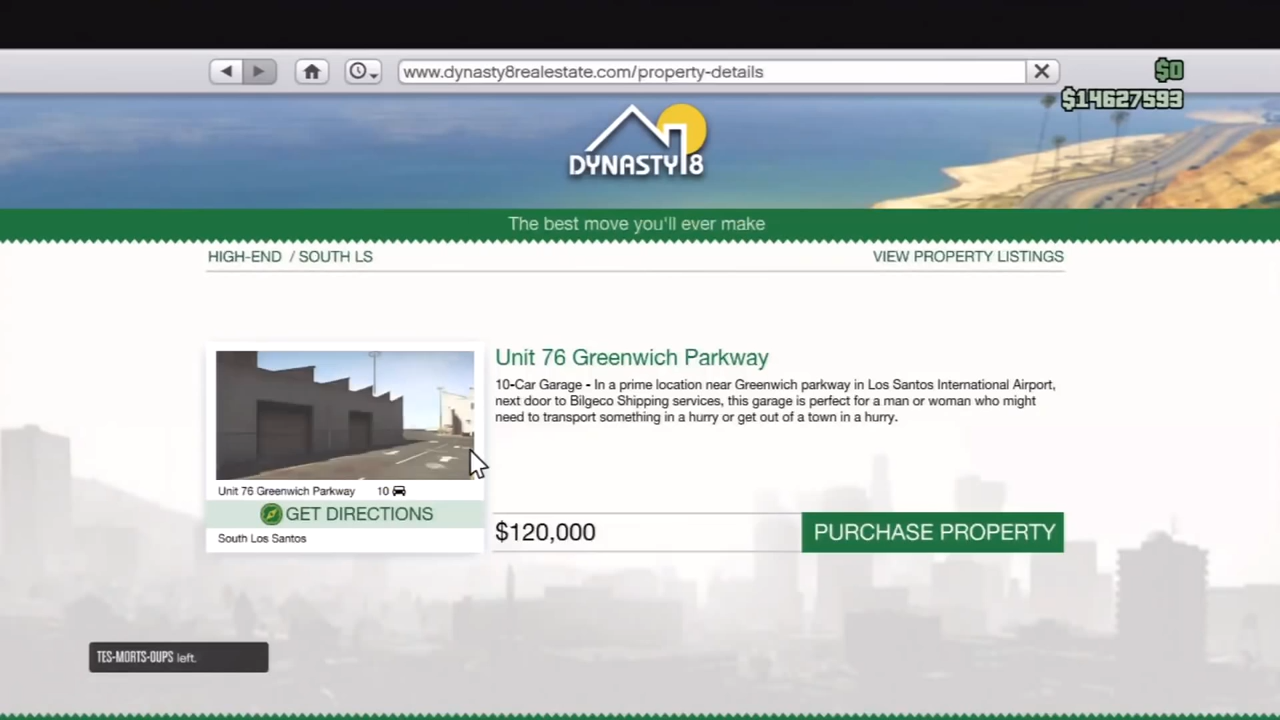 www.dynasty8realestate.com/property-details
$0
$14627593
DYNASTY8
The best move you'll ever make
HIGH-END / SOUTH LS
VIEW PROPERTY LISTINGS
Unit 76 Greenwich Parkway
10-Car Garage - In a prime location near Greenwich parkway in Los Santos International Airport,
next door to Bilgeco Shipping services, this garage is perfect for a man or woman who might
need to transport something in a hurry or get out of a town in a hurry.
Unit 76 Greenwich Parkway 10
GET DIRECTIONS
South Los Santos
$120,000
PURCHASE PROPERTY
TES-MORTS-OUPS left.